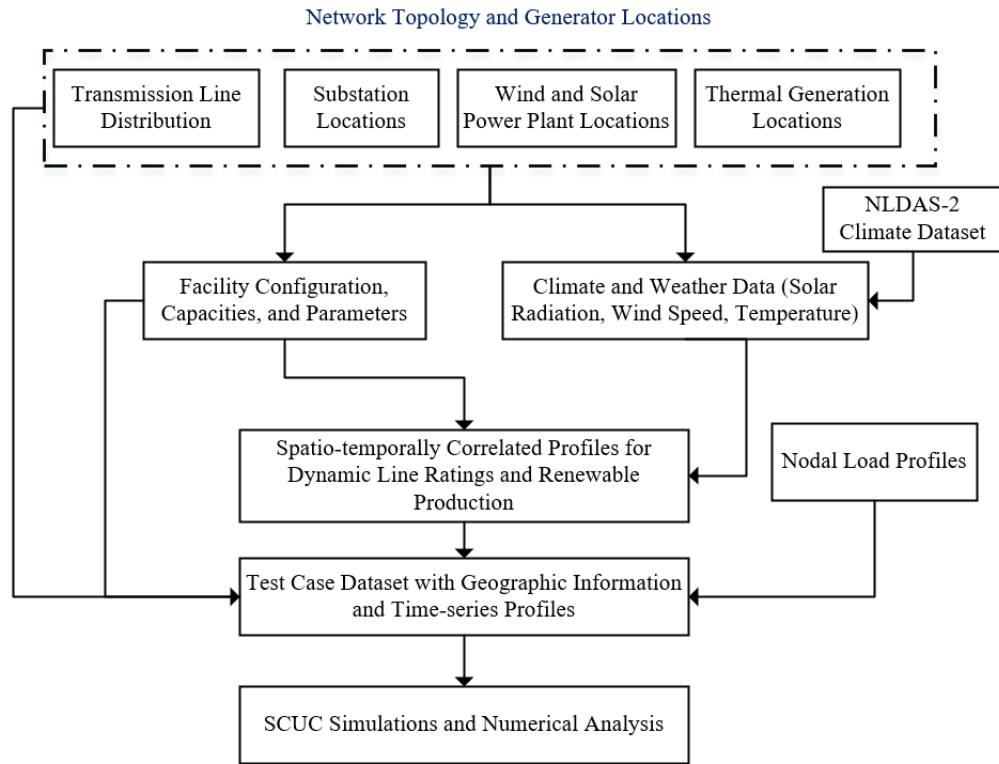 Network Topology and Generator Locations
Transmission Line
Distribution
Substation
Locations
Wind and Solar
Power Plant Locations
Thermal Generation
Locations
NLDAS-2
Climate Dataset
Facility Configuration,
Capacities, and Parameters
Climate and Weather Data (Solar
Radiation, Wind Speed, Temperature)
Spatio-temporally Correlated Profiles for
Dynamic Line Ratings and Renewable
Production
Nodal Load Profiles
Test Case Dataset with Geographic Information
and Time-series Profiles
SCUC Simulations and Numerical Analysis